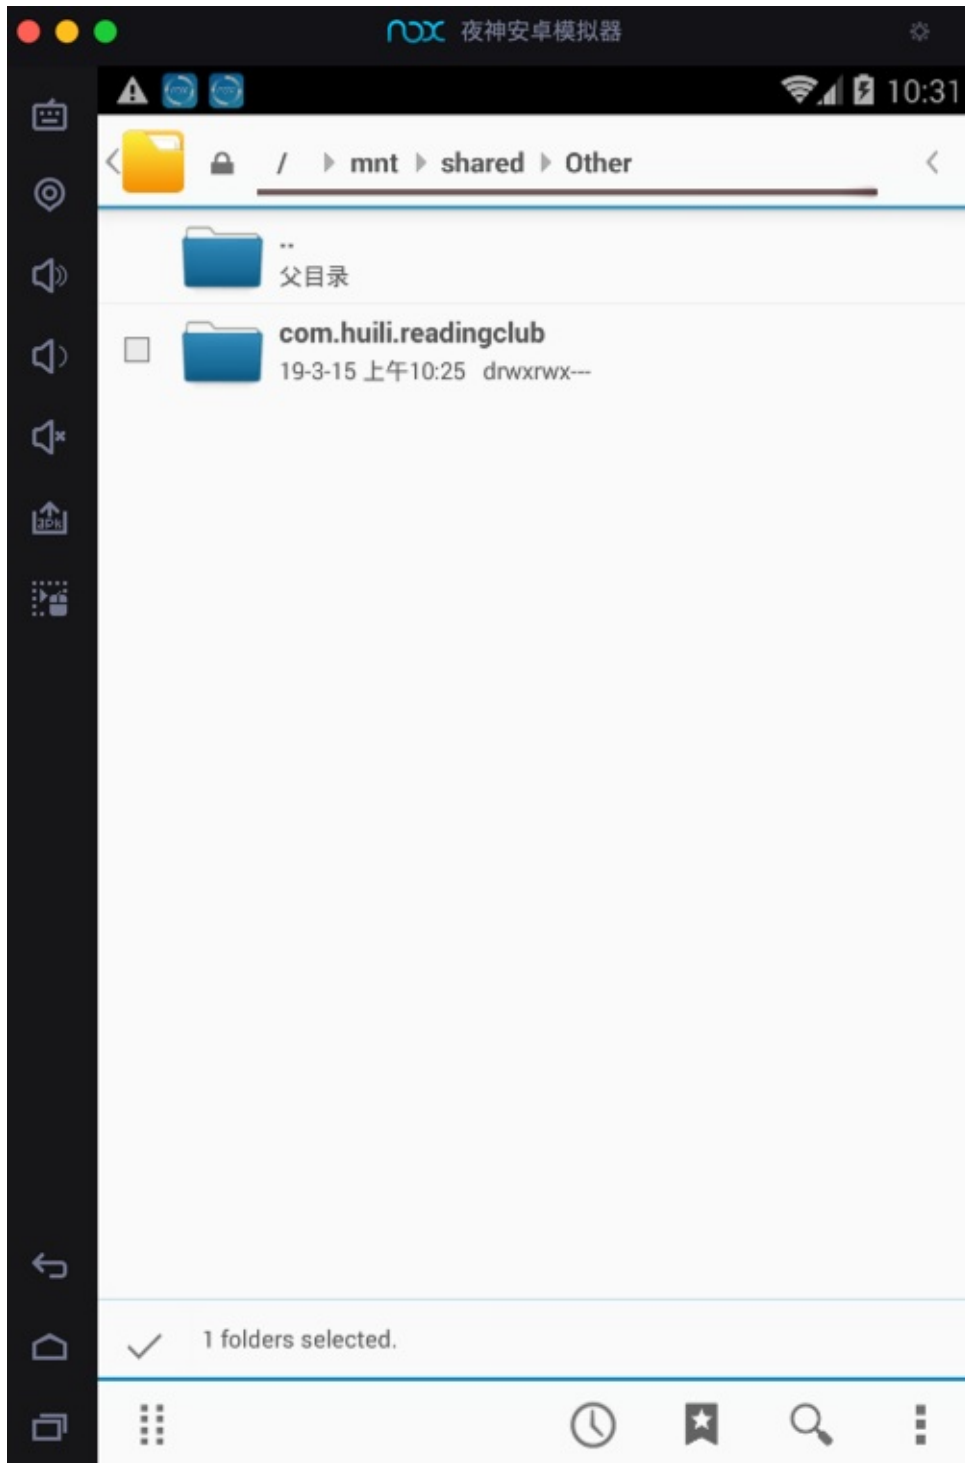 nox 夜神安卓模拟器
10:31
/ mnt shared Other
..
父目录
com.huili.readingclub
19-3-15 上午10:25 drwxrwx---
1 folders selected.